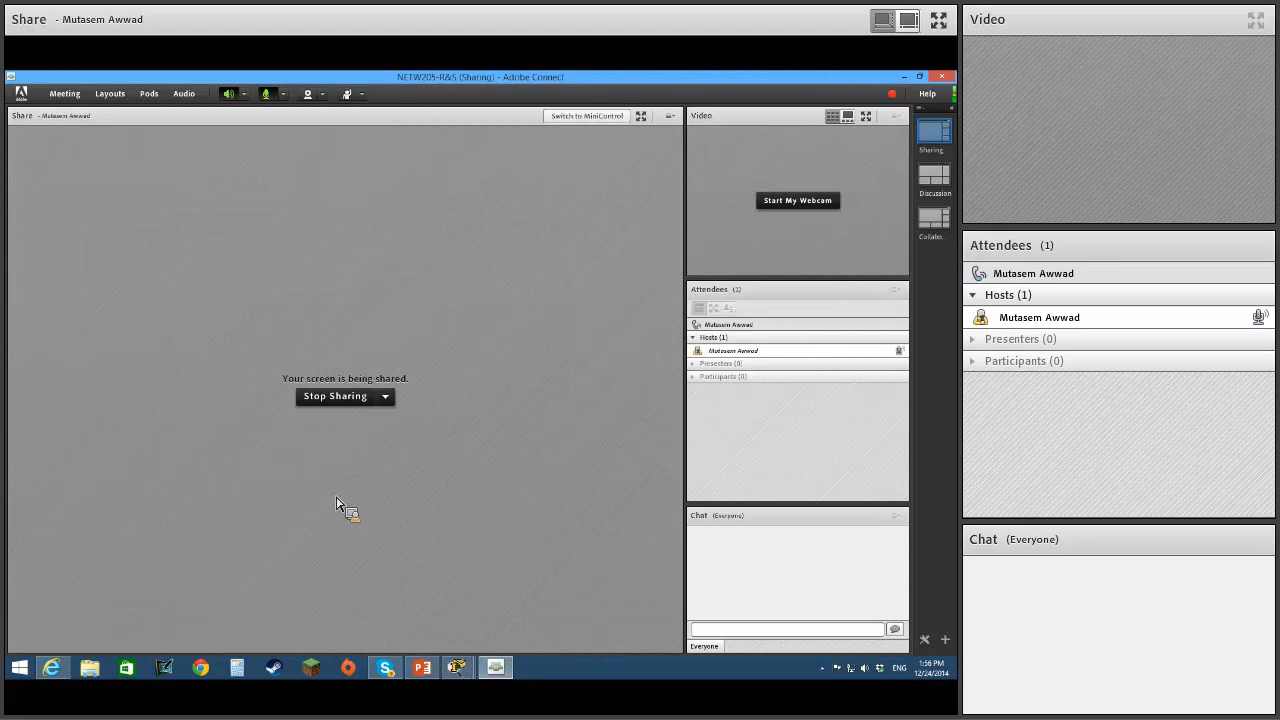 Share - Mutasem Awwad
Video
NETW205-R&S (Sharing) - Adobe Connect
Meeting Layouts Pods Audio Help
Share - Mutasem Awwad
Switch to MiniControl
Video
Sharing
Start My Webcam
Discussion
Collabo..
Attendees (1)
Mutasem Awwad
Hosts (1)
Mutasem Awwad
Presenters (0)
Participants (0)
Attendees (1)
Mutasem Awwad
Hosts (1)
Mutasem Awwad
Presenters (0)
Participants (0)
Your screen is being shared.
Stop Sharing
Chat (Everyone)
Everyone
Chat (Everyone)
ENG
1:56 PM
12/24/2014